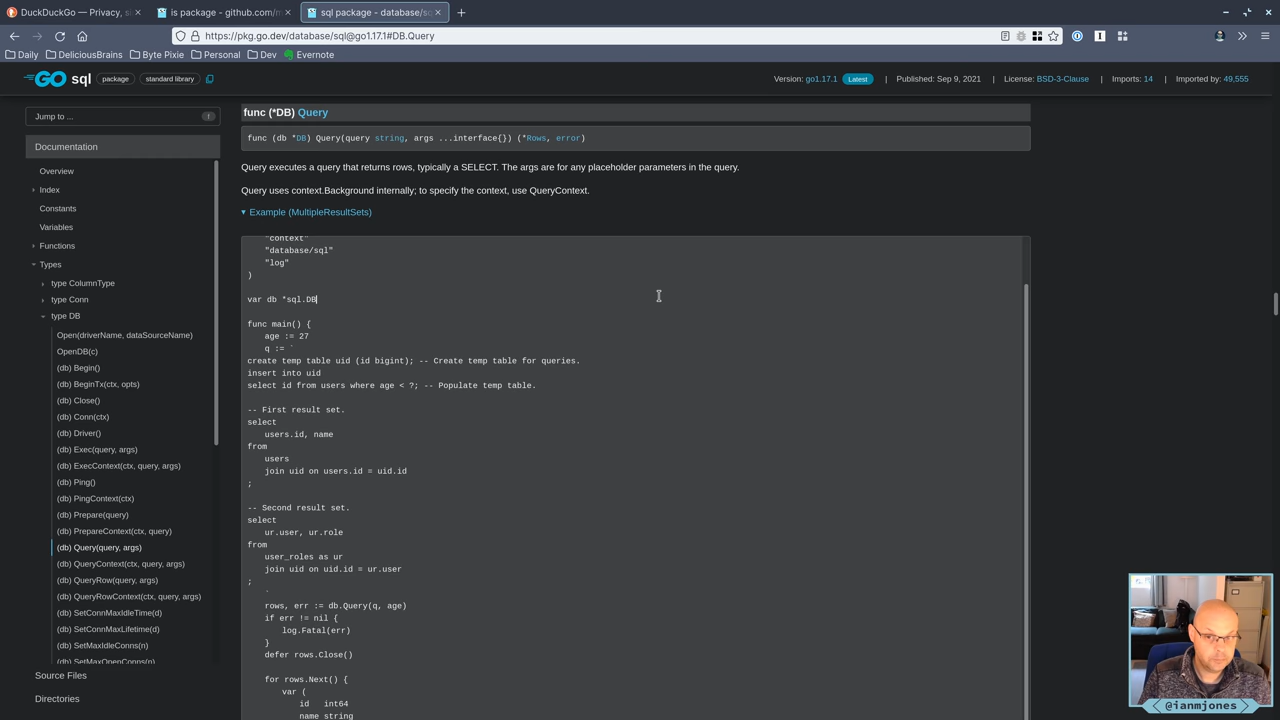 DuckDuckGo — Privacy, si
is package - github.com/m
sql package - database/sq
https://pkg.go.dev/database/sql@go1.17.1#DB.Query
Daily
DeliciousBrains
Byte Pixie
Personal
Dev
Evernote
GO sql package standard library
Version: go1.17.1 Latest | Published: Sep 9, 2021 | License: BSD-3-Clause | Imports: 14 | Imported by: 49,555
Jump to ...
Documentation
Overview
Index
Constants
Variables
Functions
Types
type ColumnType
type Conn
type DB
Open(driverName, dataSourceName)
OpenDB(c)
(db) Begin()
(db) BeginTx(ctx, opts)
(db) Close()
(db) Conn(ctx)
(db) Driver()
(db) Exec(query, args)
(db) ExecContext(ctx, query, args)
(db) Ping()
(db) PingContext(ctx)
(db) Prepare(query)
(db) PrepareContext(ctx, query)
(db) Query(query, args)
(db) QueryContext(ctx, query, args)
(db) QueryRow(query, args)
(db) QueryRowContext(ctx, query, args)
(db) SetConnMaxIdleTime(d)
(db) SetConnMaxLifetime(d)
(db) SetMaxIdleConns(n)
(db) SetMaxOpenConns(n)
Source Files
Directories
func (*DB) Query
func (db *DB) Query(query string, args ...interface{}) (*Rows, error)
Query executes a query that returns rows, typically a SELECT. The args are for any placeholder parameters in the query.
Query uses context.Background internally; to specify the context, use QueryContext.
Example (MultipleResultSets)
"context"
"database/sql"
"log"
)
var db *sql.DB
func main() {
age := 27
q := `
create temp table uid (id bigint); -- Create temp table for queries.
insert into uid
select id from users where age < ?; -- Populate temp table.
-- First result set.
select
users.id, name
from
users
join uid on users.id = uid.id
;
-- Second result set.
select
ur.user, ur.role
from
user_roles as ur
join uid on uid.id = ur.user
;
`
rows, err := db.Query(q, age)
if err != nil {
log.Fatal(err)
}
defer rows.Close()
for rows.Next() {
var (
id int64
name string
@ianmjones